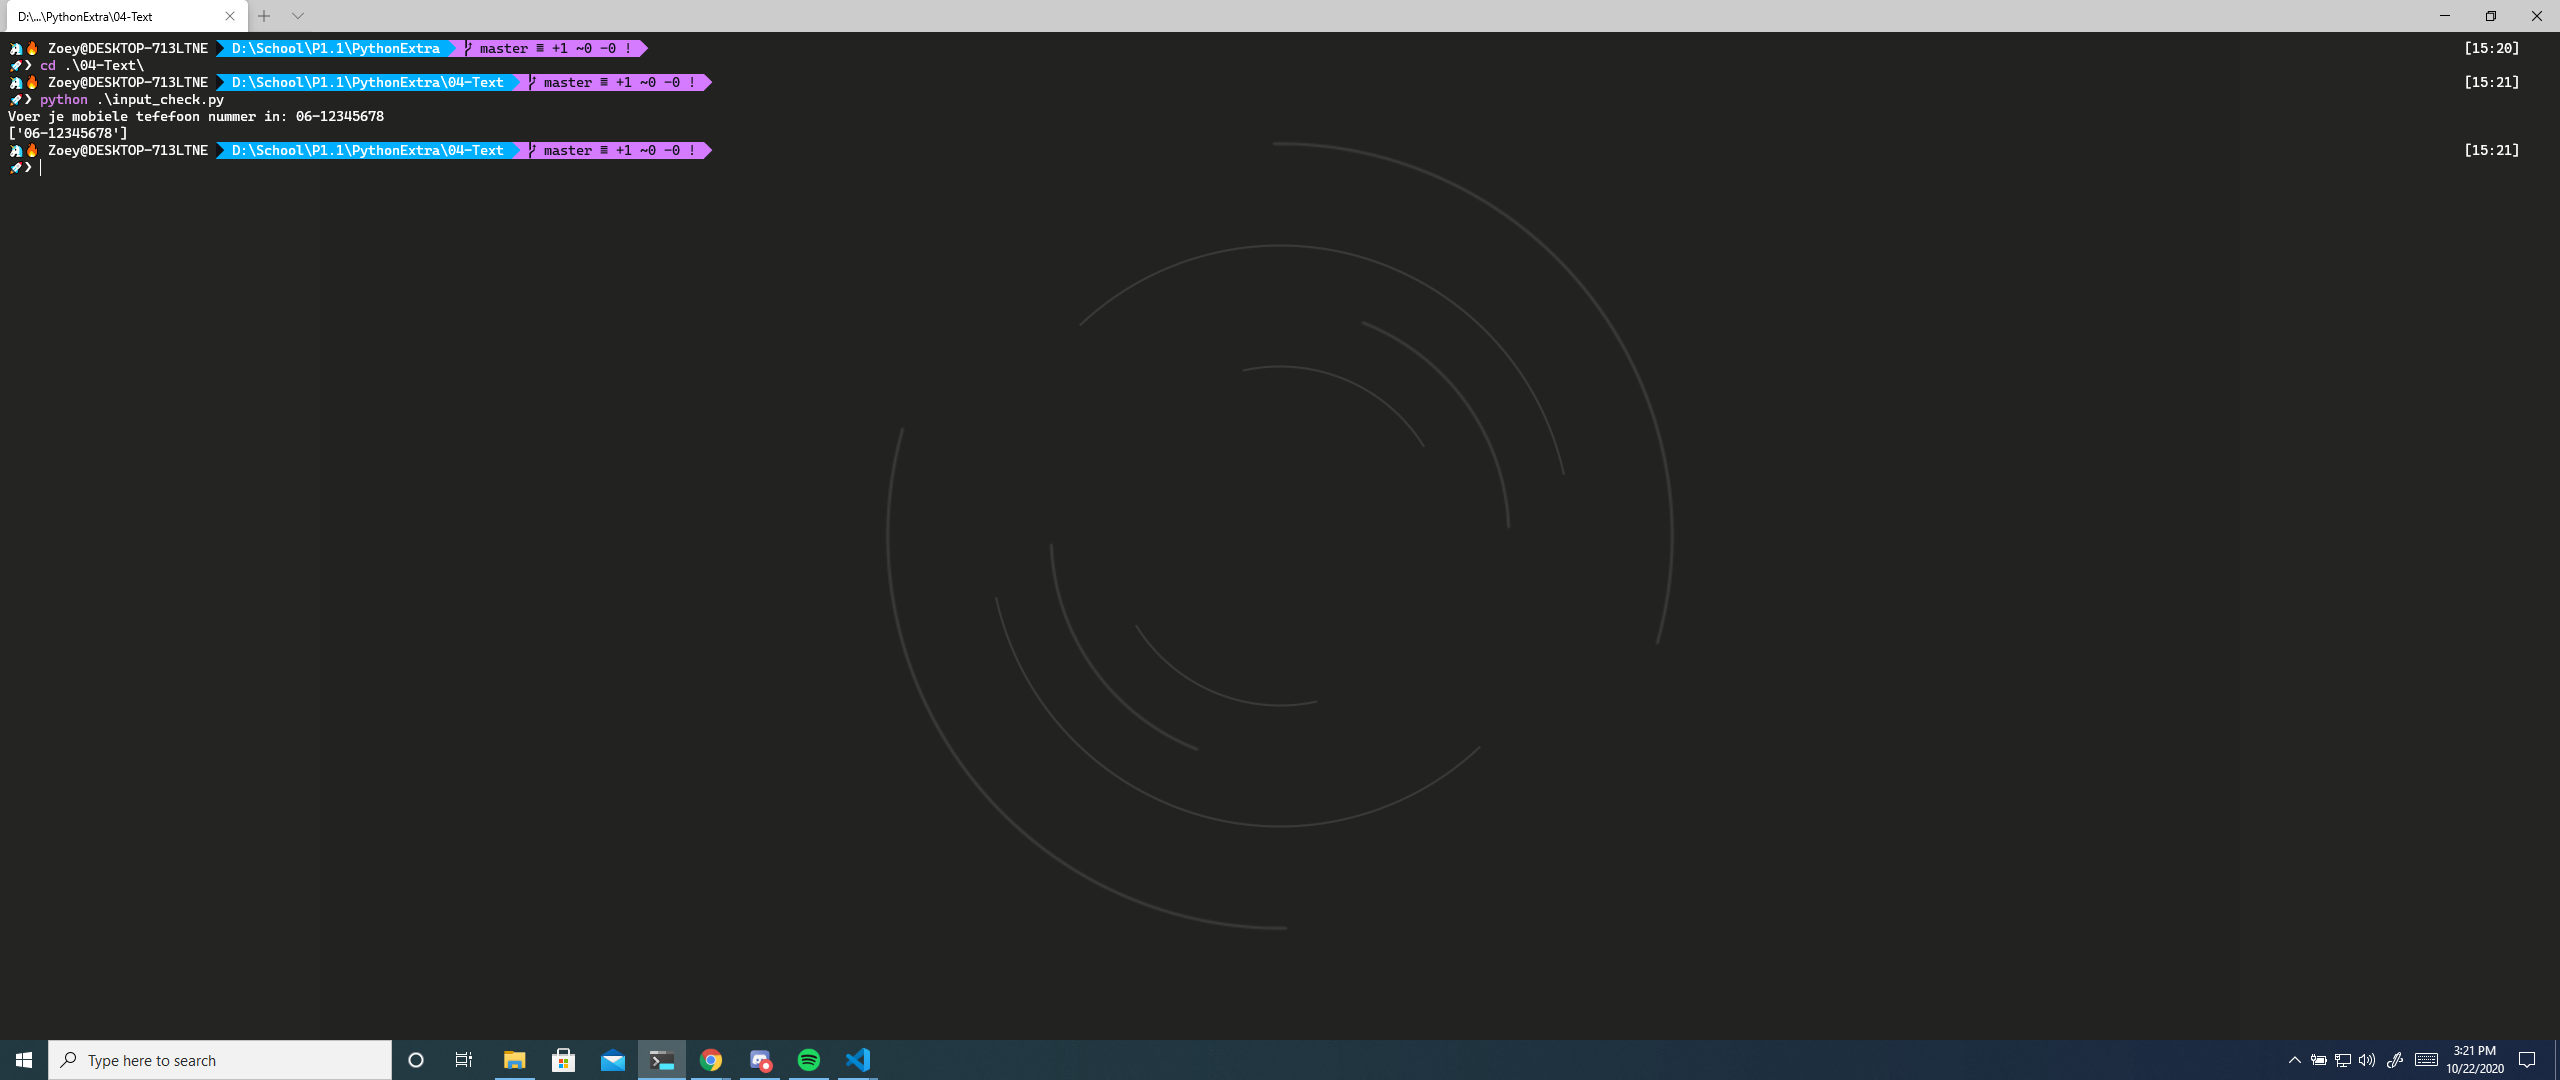 D:\...\PythonExtra\04-Text
Zoey@DESKTOP-713LTNE D:\School\P1.1\PythonExtra master ≡ +1 ~0 -0 ! [15:20]
❯ cd .\04-Text\
Zoey@DESKTOP-713LTNE D:\School\P1.1\PythonExtra\04-Text master ≡ +1 ~0 -0 ! [15:21]
❯ python .\input_check.py
Voer je mobiele tefefoon nummer in: 06-12345678
['06-12345678']
Zoey@DESKTOP-713LTNE D:\School\P1.1\PythonExtra\04-Text master ≡ +1 ~0 -0 ! [15:21]
❯
Type here to search
3:21 PM
10/22/2020